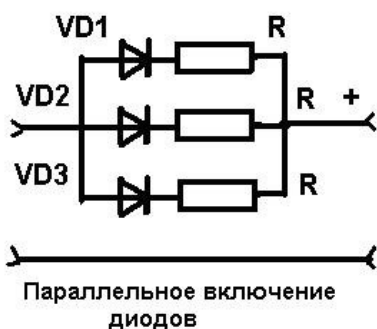 VD1 R
VD2 R +
VD3 R
Параллельное включение
диодов